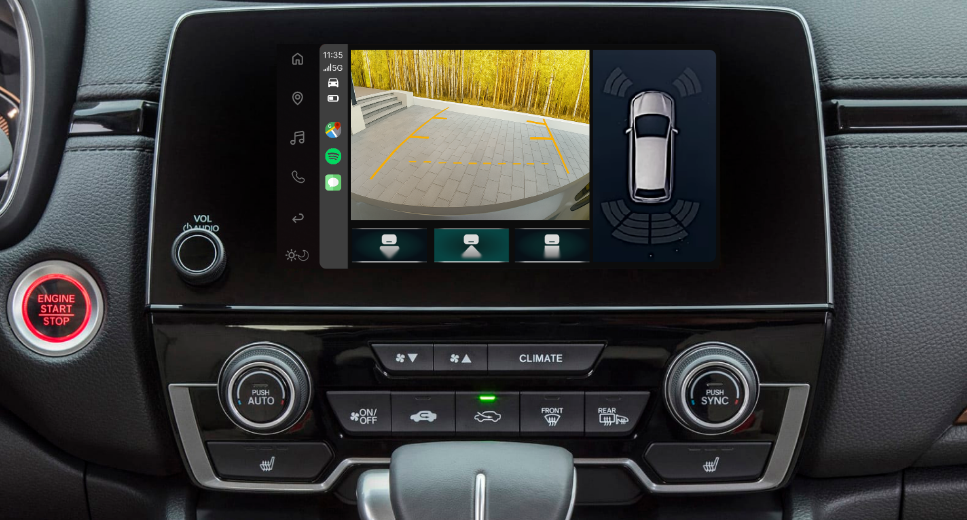 11:35
5G
VOL
AUDIO
ENGINE
START
STOP
CLIMATE
PUSH
AUTO
PUSH
SYNC
ON/
OFF
FRONT
REAR